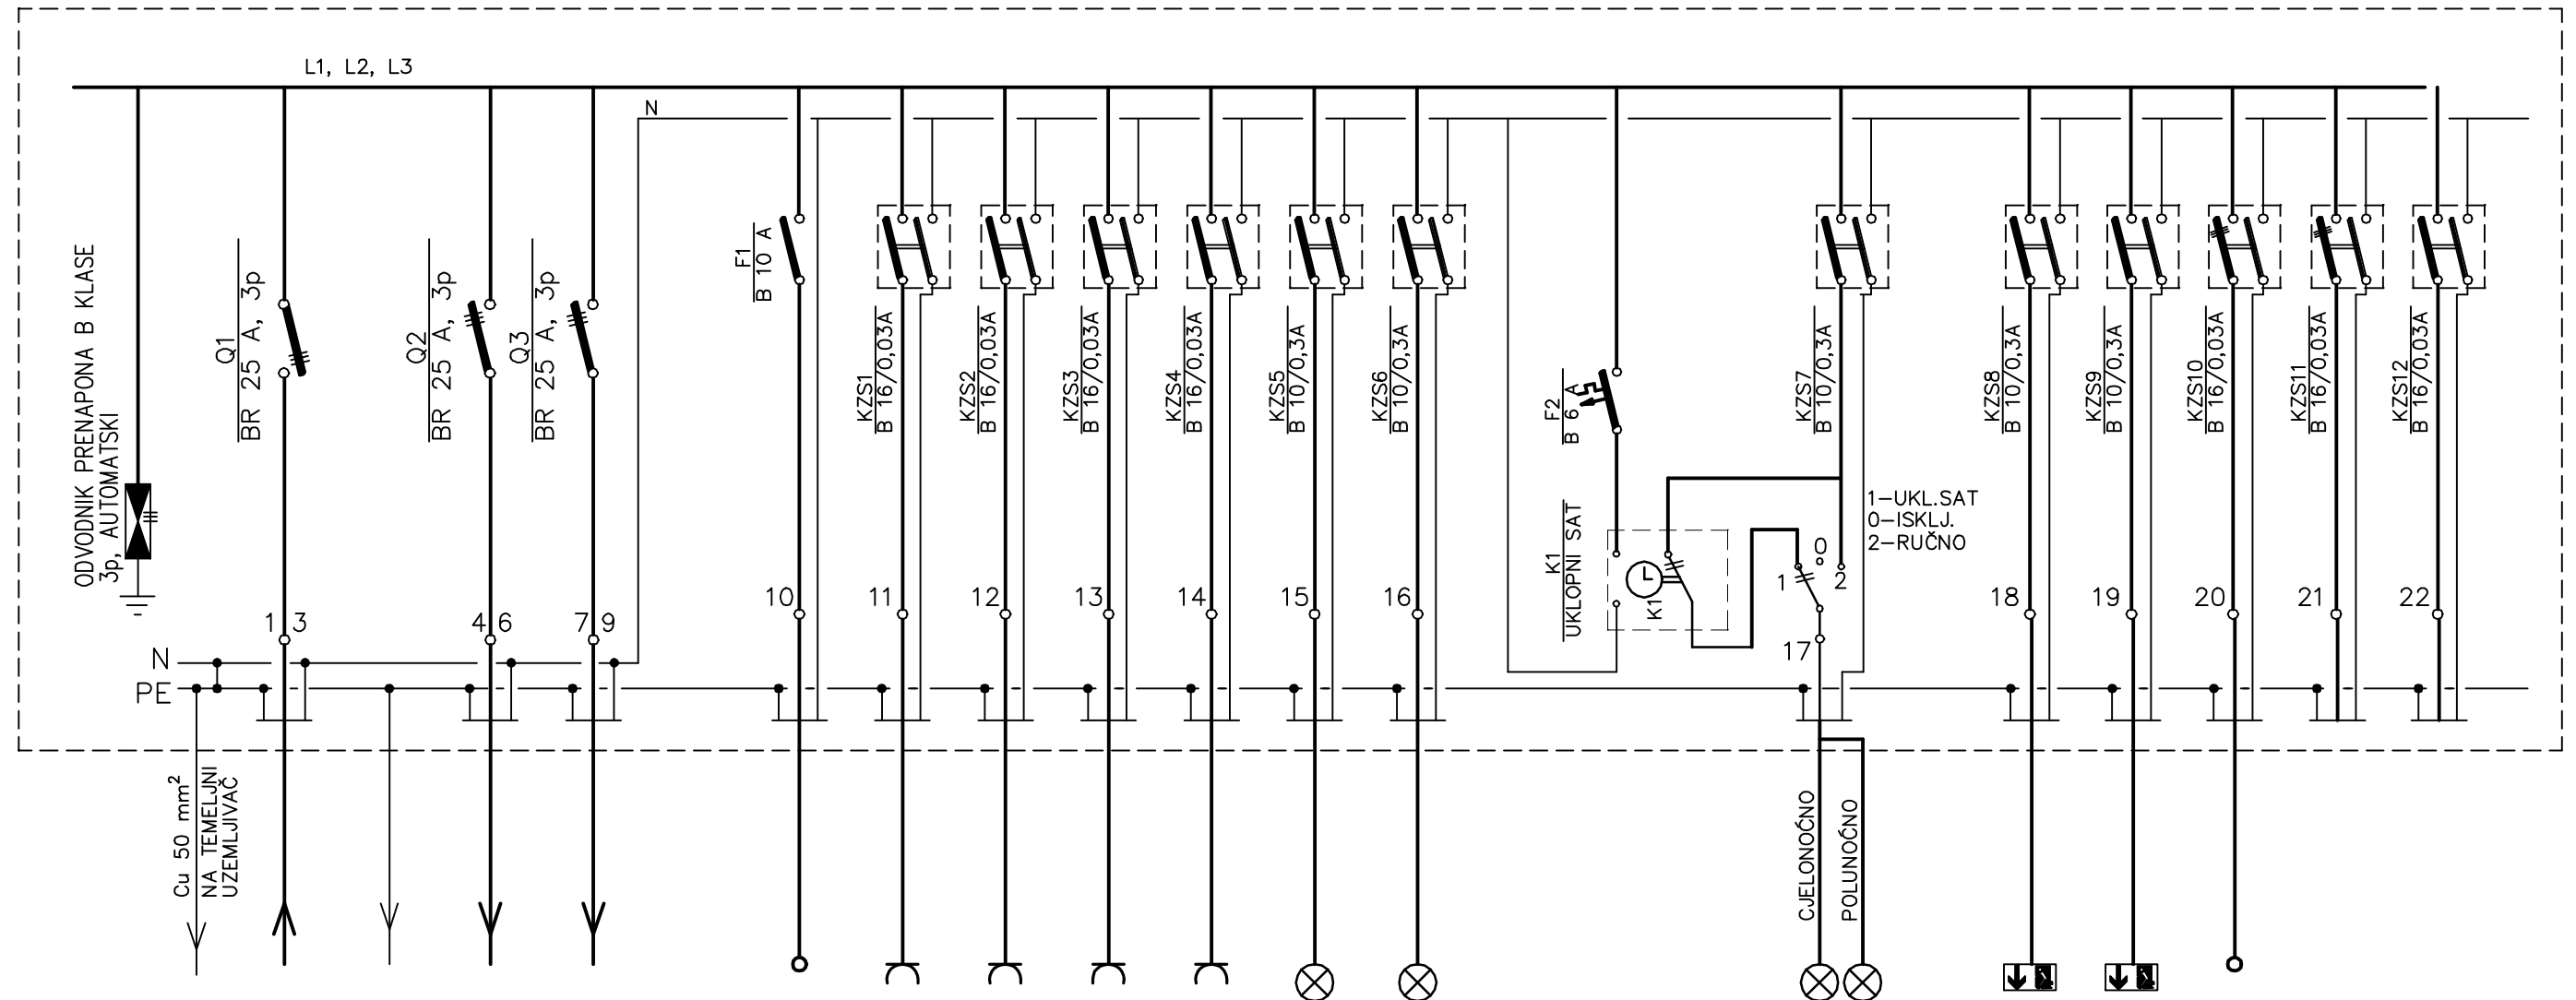 L1, L2, L3
N
ODVODNIK PRENAPONA B KLASE
3p, AUTOMATSKI
Q1
BR 25 A, 3p
Q2
BR 25 A, 3p
Q3
BR 25 A, 3p
F1
B 10 A
KZS1
B 16/0,03A
KZS2
B 16/0,03A
KZS3
B 16/0,03A
KZS4
B 16/0,03A
KZS5
B 10/0,3A
KZS6
B 10/0,3A
F2
B 6 A
KZS7
B 10/0,3A
KZS8
B 10/0,3A
KZS9
B 10/0,3A
KZS10
B 16/0,03A
KZS11
B 16/0,03A
KZS12
B 16/0,03A
K1
UKLOPNI SAT
K1
1-UKL.SAT
0-ISKLJ.
2-RUČNO
0
1
2
1 3
4 6
7 9
10
11
12
13
14
15
16
17
18
19
20
21
22
N
PE
Cu 50 mm²
NA TEMELJNI
UZEMLJIVAČ
CJELONOĆNO
POLUNOĆNO